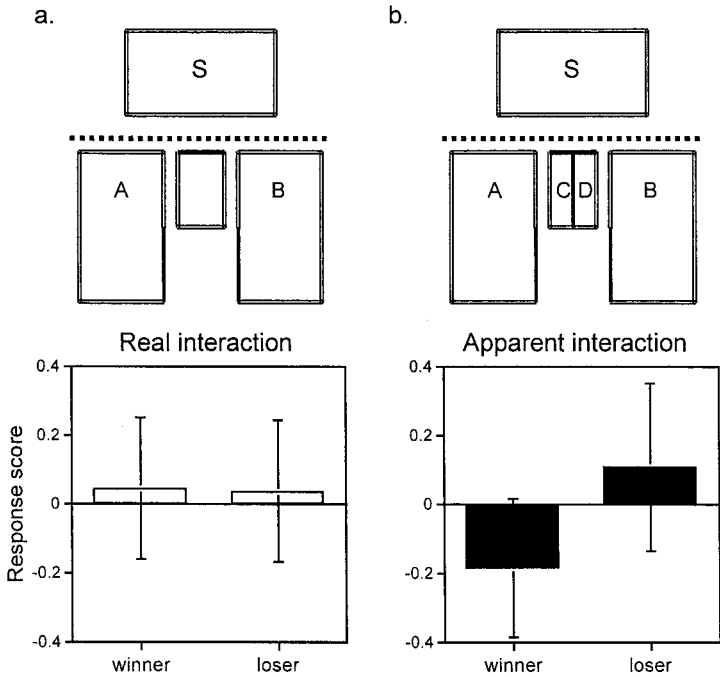 a.
S
A
B
Real interaction
Response score
0.4
0.2
0
-0.2
-0.4
winner
loser
b.
S
A
C
D
B
Apparent interaction
0.4
0.2
0
-0.2
-0.4
winner
loser